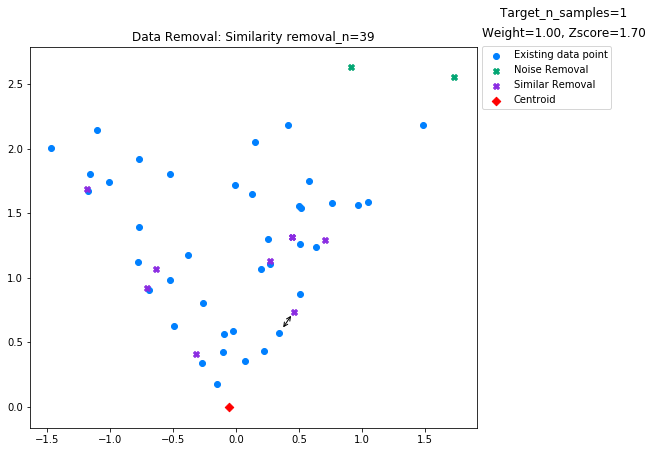 Target_n_samples=1
Weight=1.00, Zscore=1.70
Data Removal: Similarity removal_n=39
Existing data point
Noise Removal
Similar Removal
Centroid
2.5
2.0
1.5
1.0
0.5
0.0
−1.5 −1.0 −0.5 0.0 0.5 1.0 1.5